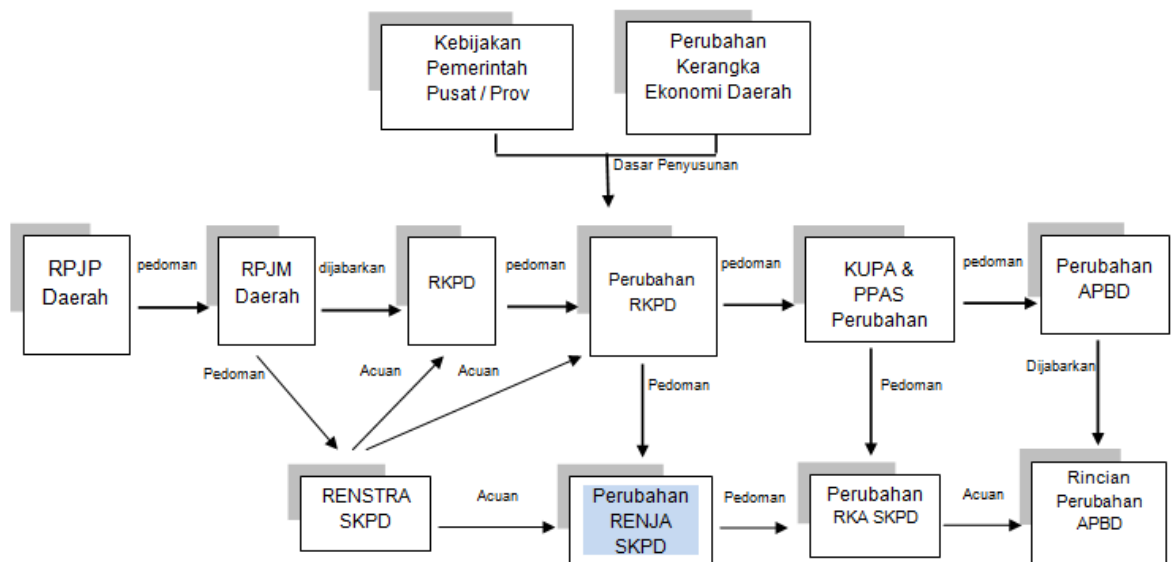 Kebijakan
Pemerintah
Pusat / Prov
Perubahan
Kerangka
Ekonomi Daerah
Dasar Penyusunan
RPJP
Daerah
pedoman
RPJM
Daerah
dijabarkan
RKPD
pedoman
Perubahan
RKPD
pedoman
KUPA &
PPAS
Perubahan
pedoman
Perubahan
APBD
Pedoman
Acuan
Acuan
Pedoman
Pedoman
Dijabarkan
RENSTRA
SKPD
Acuan
Perubahan
RENJA
SKPD
Pedoman
Perubahan
RKA SKPD
Acuan
Rincian
Perubahan
APBD